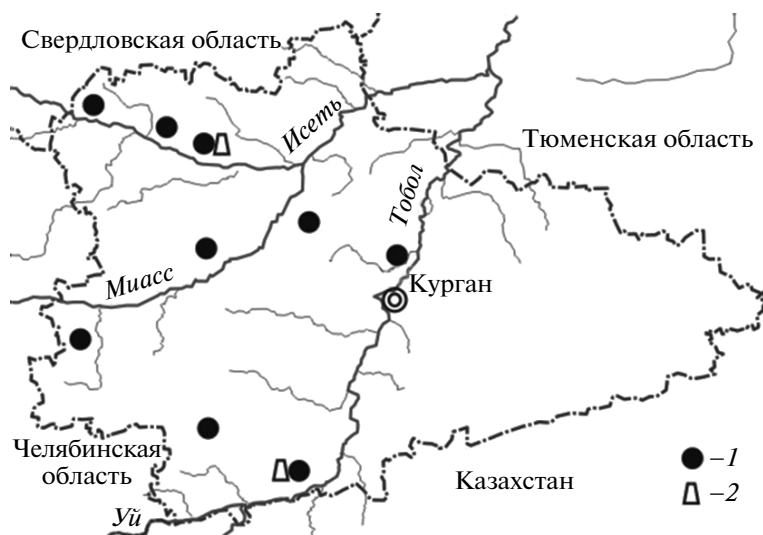 Свердловская область
Исеть
Тюменская область
Тобол
Миасс
Курган
Челябинская
область
Казахстан
Уй
–1
–2